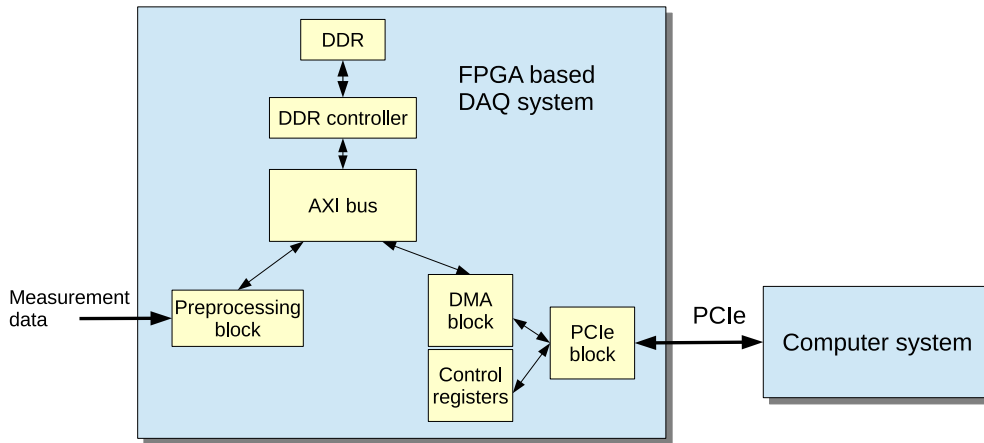 DDR
FPGA based
DAQ system
DDR controller
AXI bus
Measurement
data
Preprocessing
block
DMA
block
PCIe
block
Control
registers
PCIe
Computer system